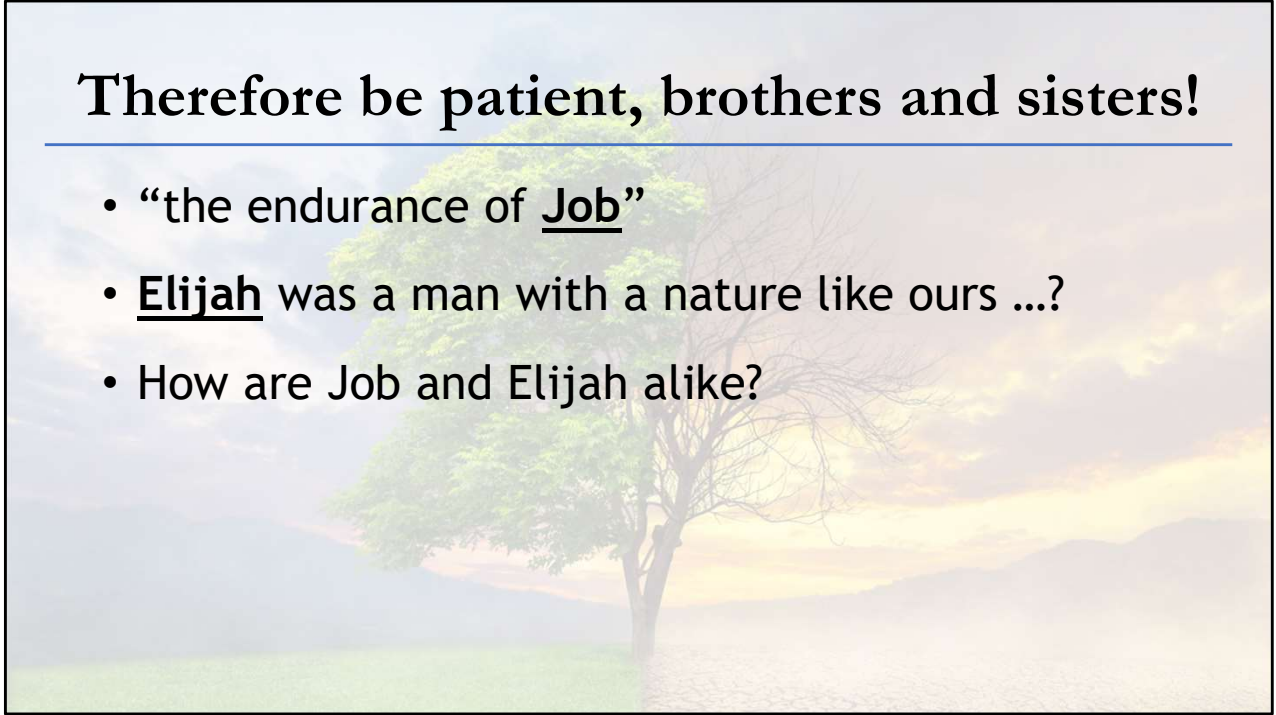 Therefore be patient, brothers and sisters!
• “the endurance of Job”
• Elijah was a man with a nature like ours …?
• How are Job and Elijah alike?